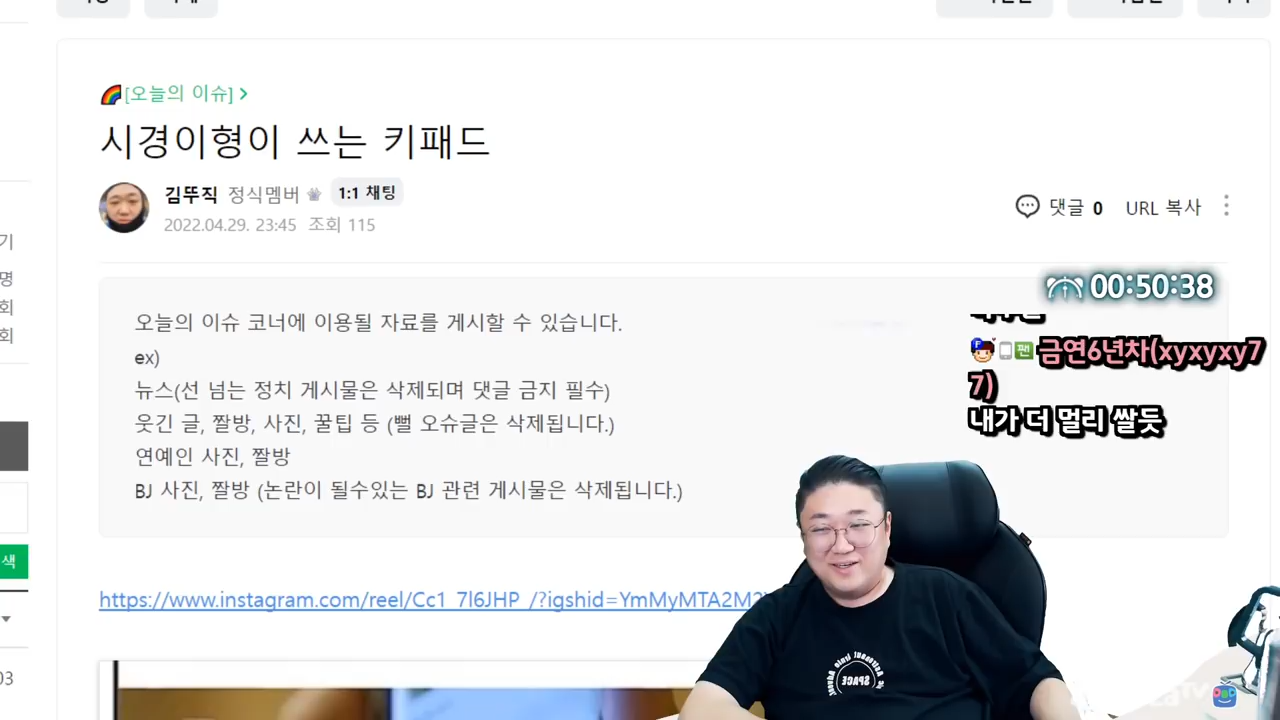 [오늘의 이슈] >
시경이형이 쓰는 키패드
김뚜직 정식멤버 1:1 채팅
2022.04.29. 23:45 조회 115
댓글 0 URL 복사
기
명
회
회
00:50:38
오늘의 이슈 코너에 이용될 자료를 게시할 수 있습니다.
ex)
뉴스(선 넘는 정치 게시물은 삭제되며 댓글 금지 필수)
웃긴 글, 짤방, 사진, 꿀팁 등 (뻘 오슈글은 삭제됩니다.)
연예인 사진, 짤방
BJ 사진, 짤방 (논란이 될수있는 BJ 관련 게시물은 삭제됩니다.)
F 팬 금연6년차(xyxyxy7
7)
내가 더 멀리 쌀듯
색
https://www.instagram.com/reel/Cc1_7l6JHP_/?igshid=YmMyMTA2M2
03
SPACE